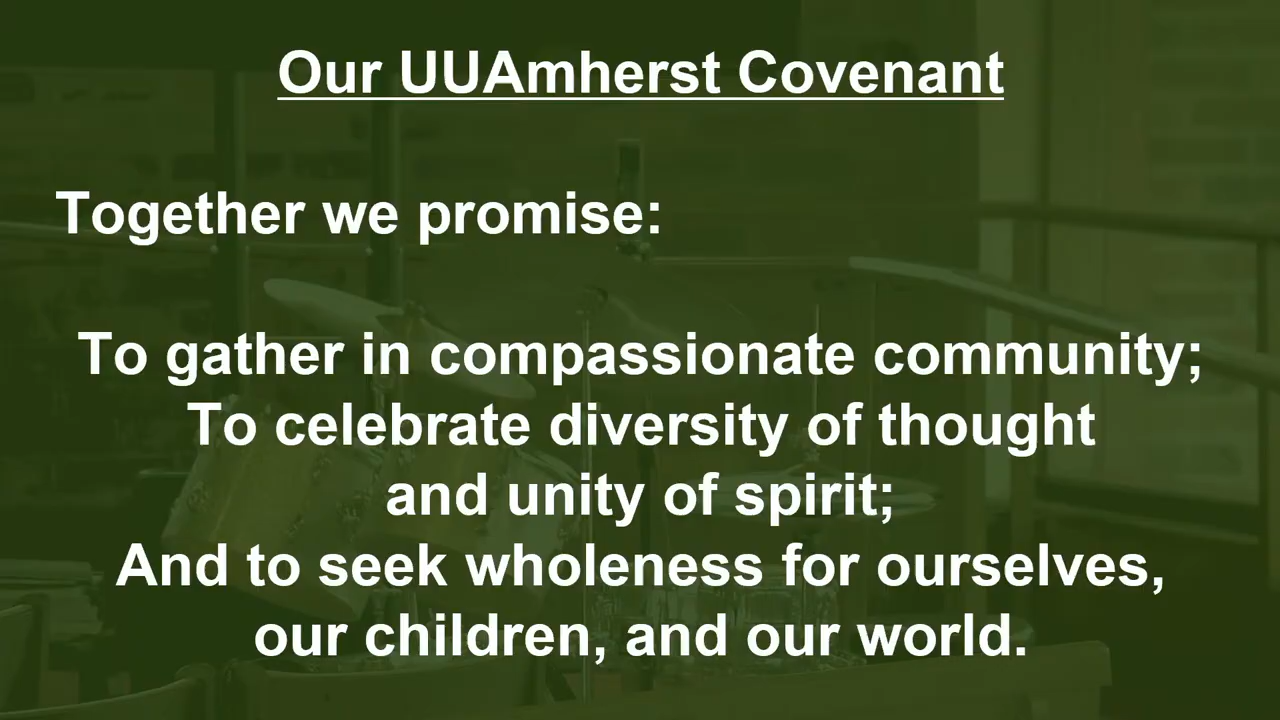 Our UUAmherst Covenant
Together we promise:
To gather in compassionate community;
To celebrate diversity of thought
and unity of spirit;
And to seek wholeness for ourselves,
our children, and our world.